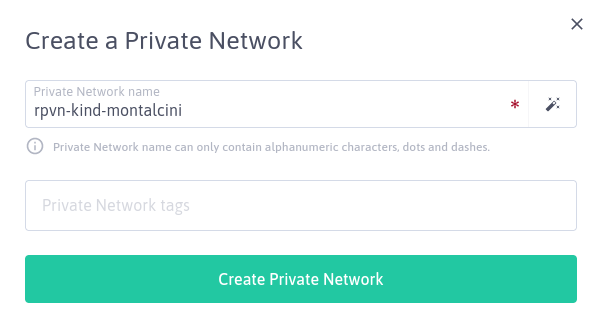 Create a Private Network
Private Network name
rpvn-kind-montalcini
*
Private Network name can only contain alphanumeric characters, dots and dashes.
Private Network tags
Create Private Network